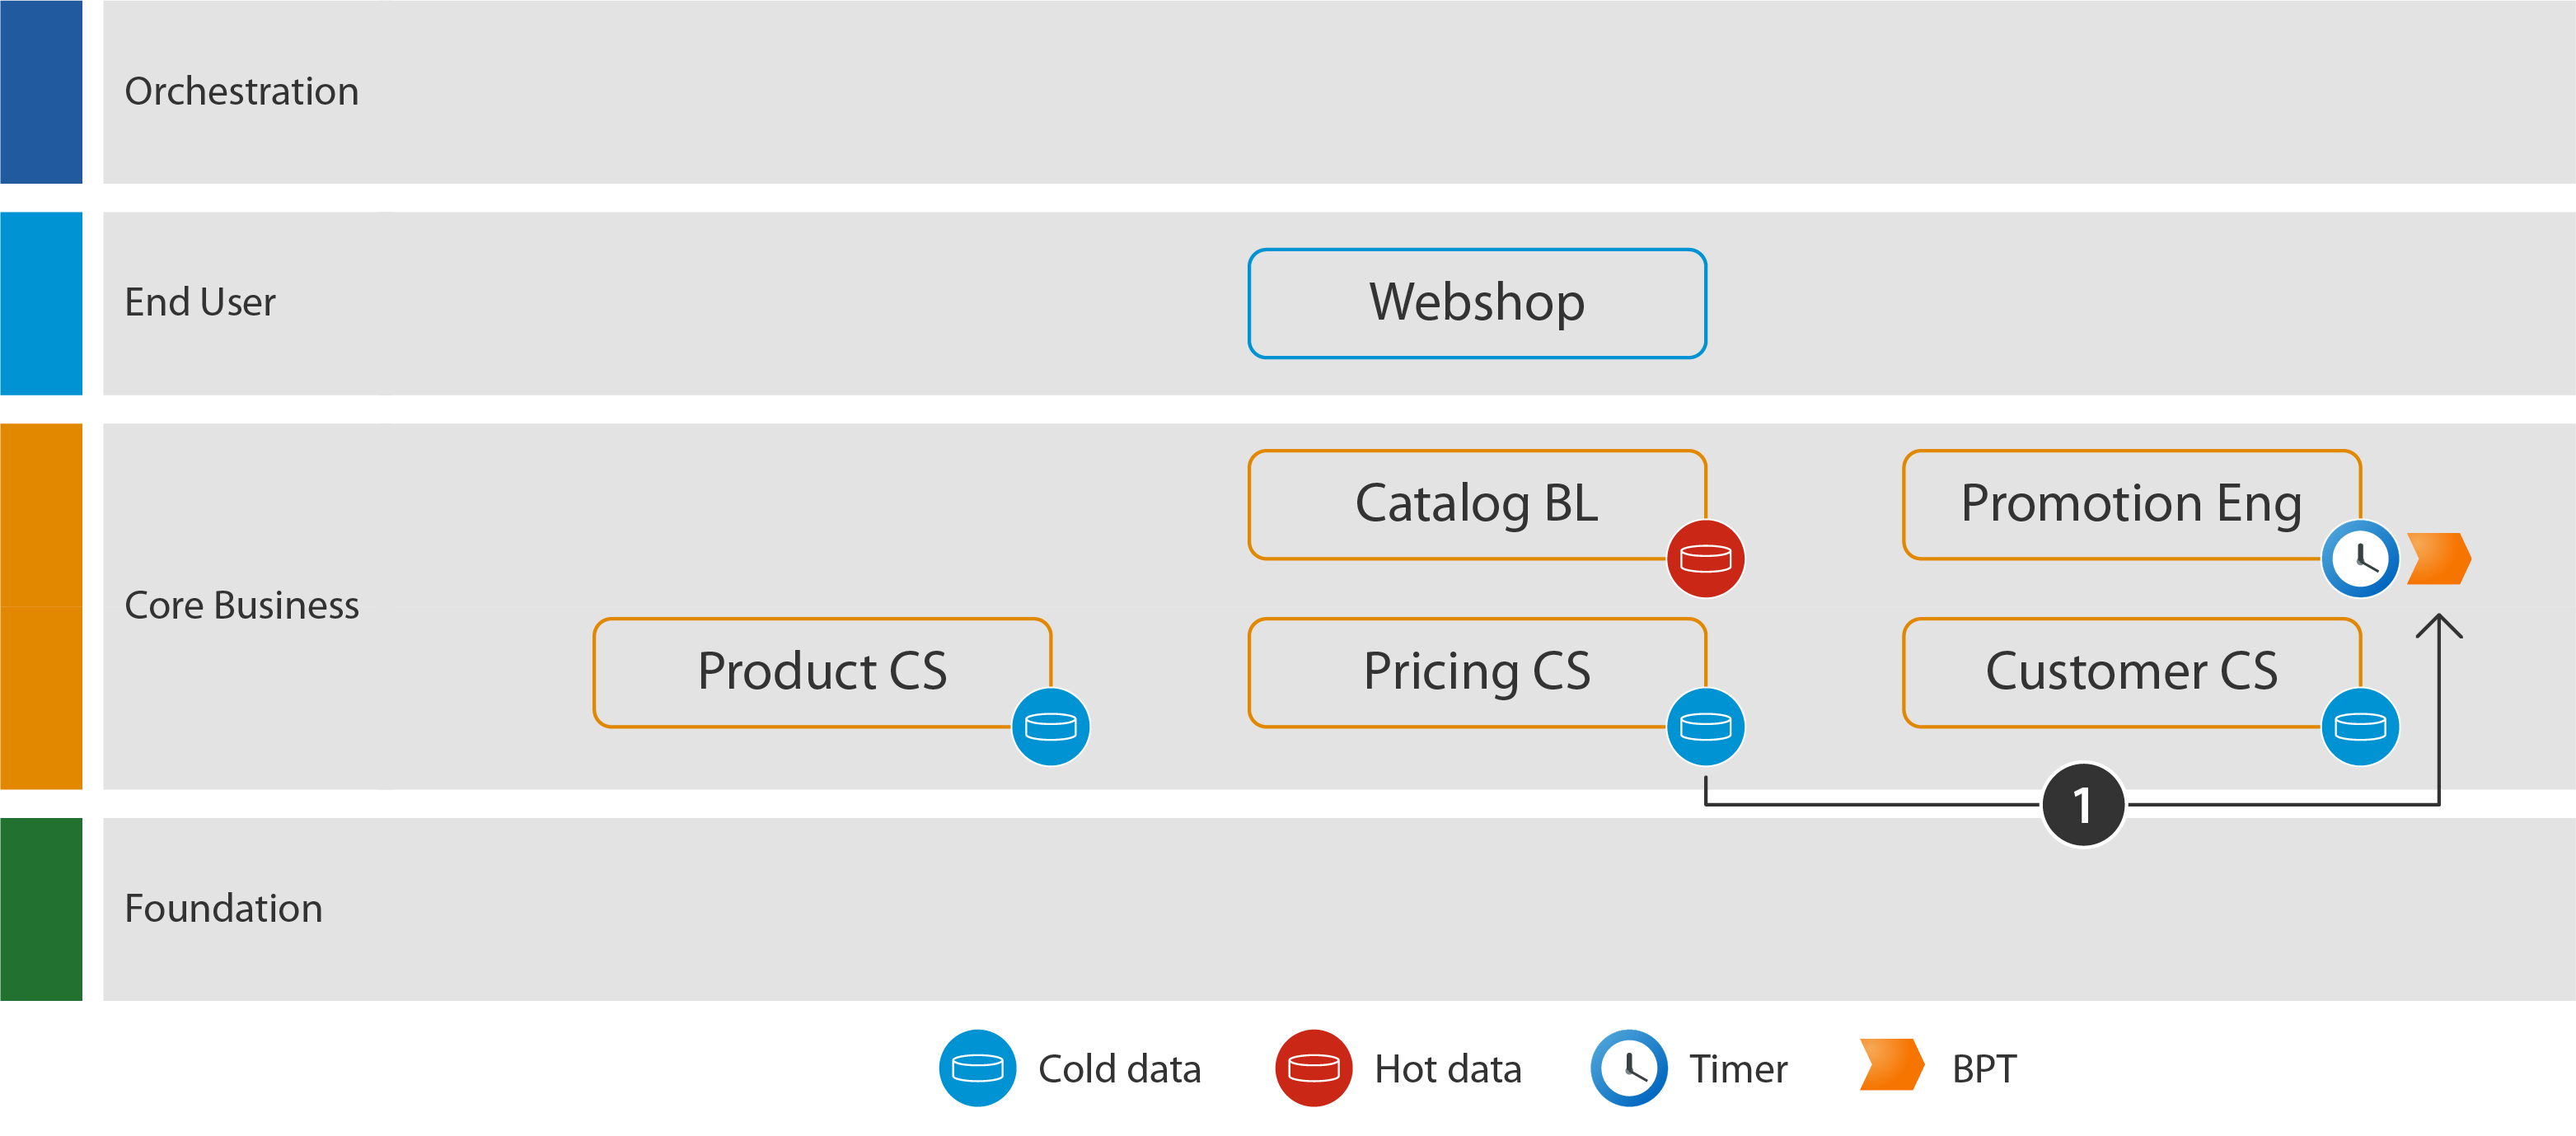 Orchestration
End User
Webshop
Core Business
Catalog BL
Promotion Eng
Product CS
Pricing CS
Customer CS
1
Foundation
Cold data
Hot data
Timer
BPT